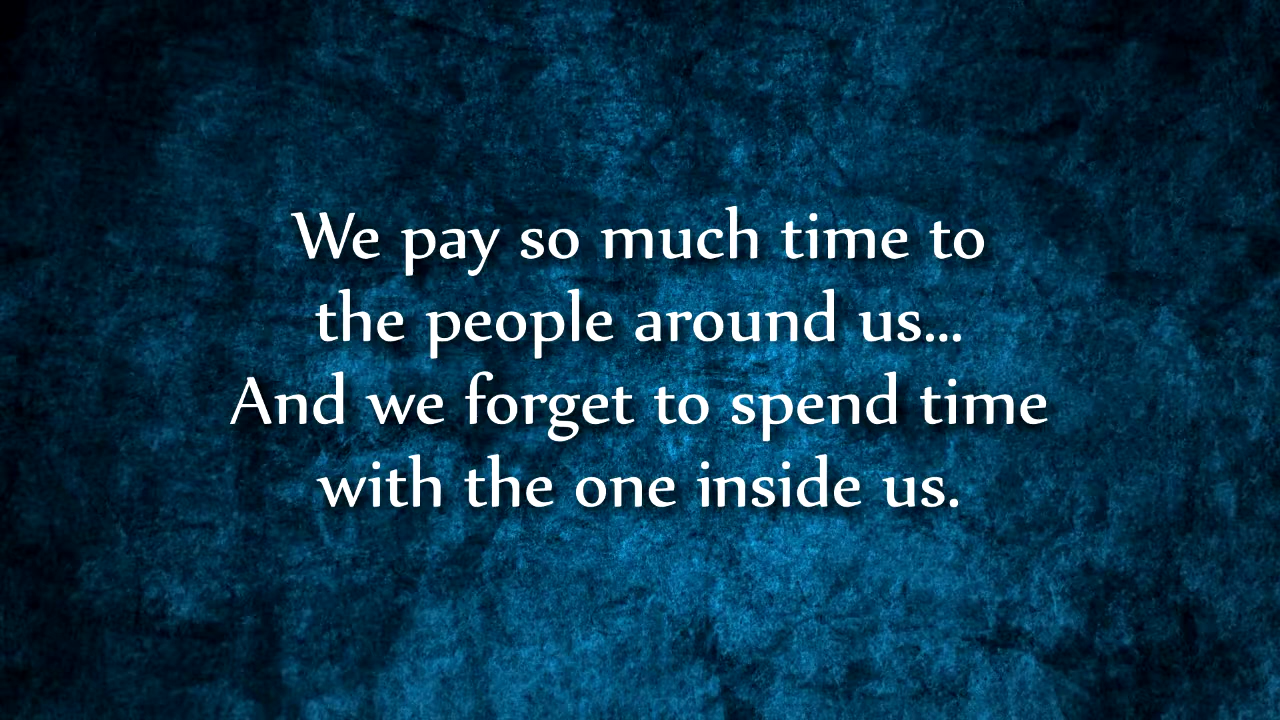 We pay so much time to
the people around us...
And we forget to spend time
with the one inside us.